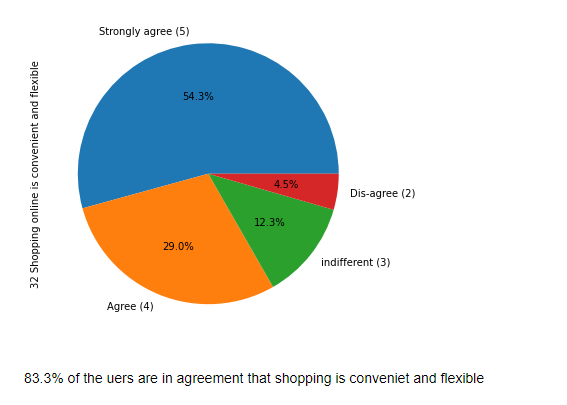 Strongly agree (5)
32 Shopping online is convenient and flexible
54.3%
4.5%
Dis-agree (2)
12.3%
29.0%
indifferent (3)
Agree (4)
83.3% of the uers are in agreement that shopping is conveniet and flexible